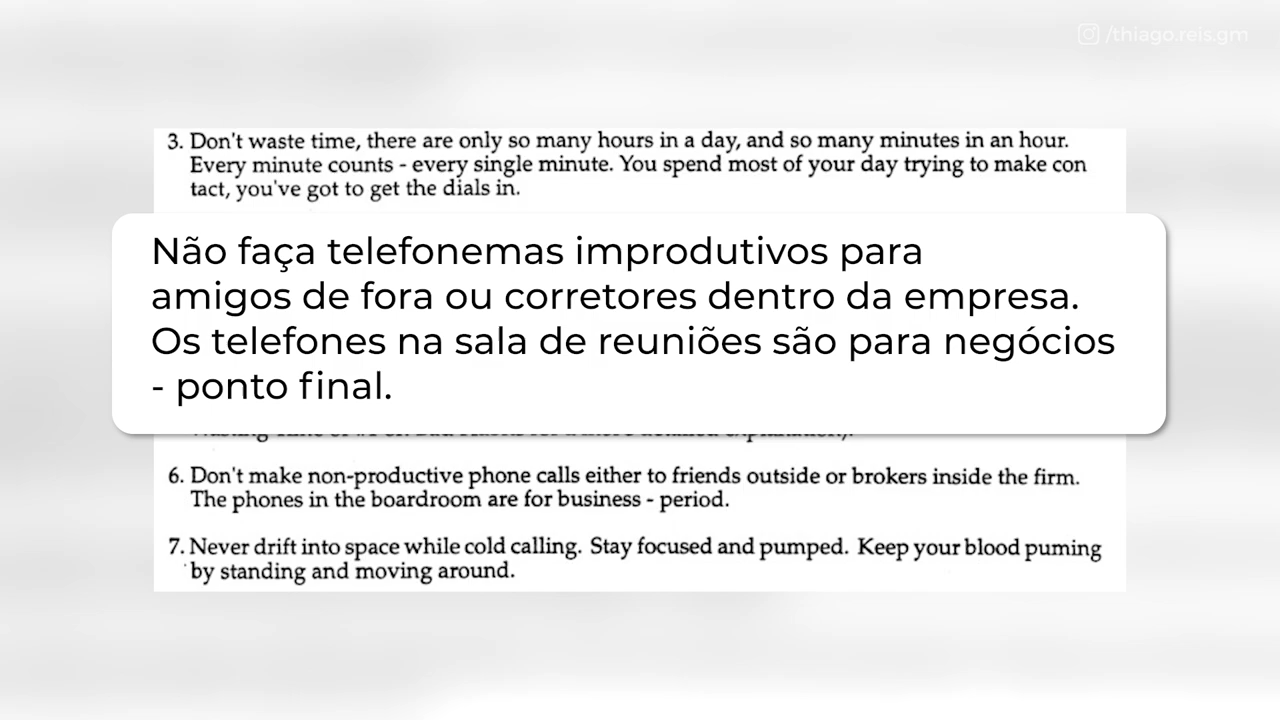 /thiago.reis.gm
3. Don't waste time, there are only so many hours in a day, and so many minutes in an hour.
Every minute counts - every single minute. You spend most of your day trying to make con
tact, you've got to get the dials in.
Não faça telefonemas improdutivos para
amigos de fora ou corretores dentro da empresa.
Os telefones na sala de reuniões são para negócios
- ponto final.
6. Don't make non-productive phone calls either to friends outside or brokers inside the firm.
The phones in the boardroom are for business - period.
7. Never drift into space while cold calling. Stay focused and pumped. Keep your blood puming
by standing and moving around.